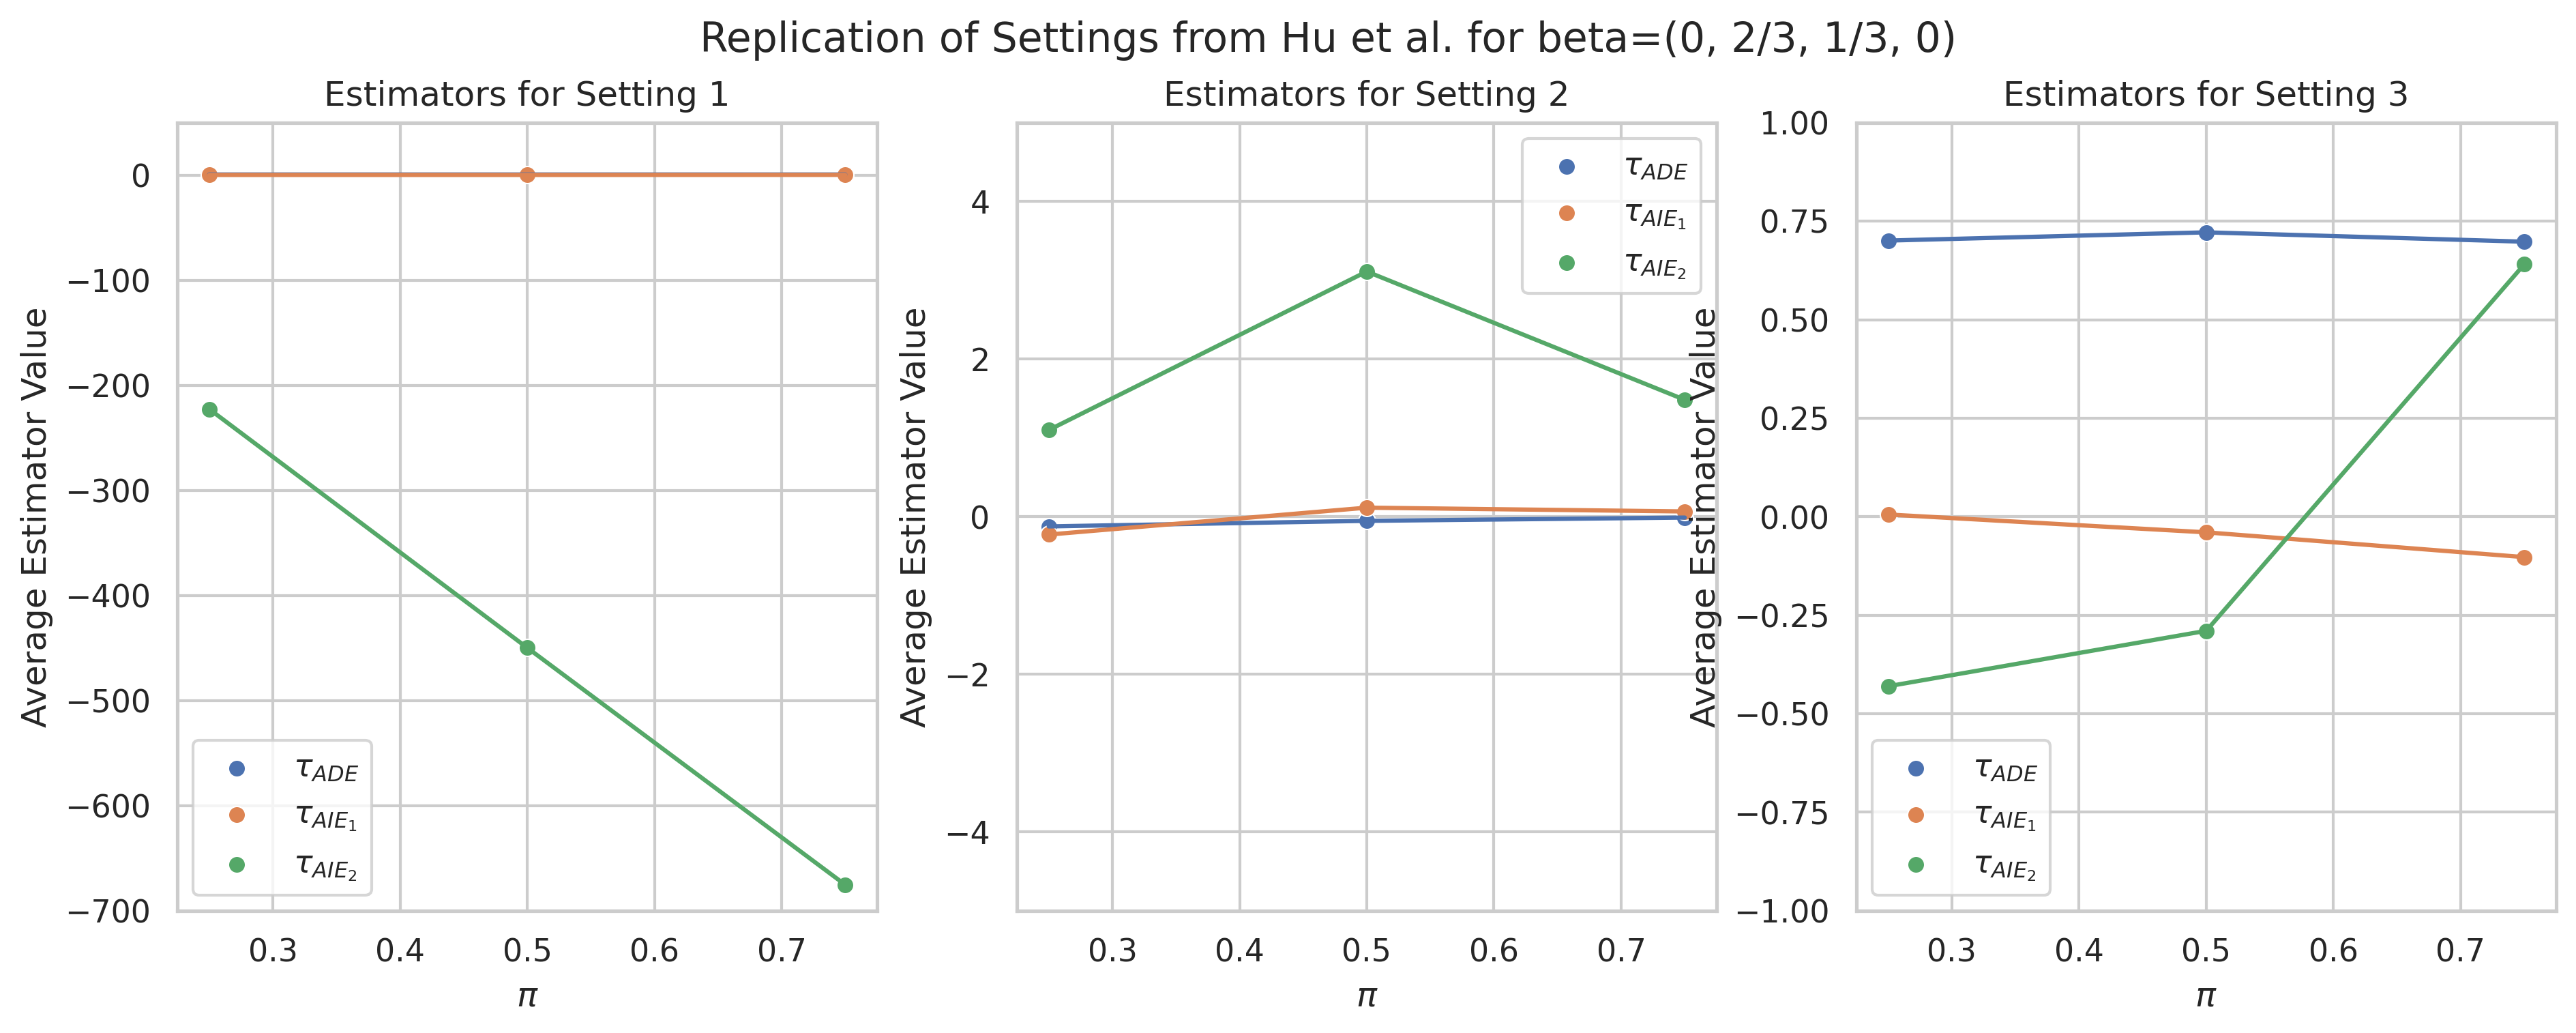 Replication of Settings from Hu et al. for beta=(0, 2/3, 1/3, 0)
Estimators for Setting 1
Average Estimator Value
0
−100
−200
−300
−400
−500
−600
−700
0.3 0.4 0.5 0.6 0.7
π
τ_ADE
τ_AIE₁
τ_AIE₂
Estimators for Setting 2
Average Estimator Value
4
2
0
−2
−4
0.3 0.4 0.5 0.6 0.7
π
τ_ADE
τ_AIE₁
τ_AIE₂
Estimators for Setting 3
Average Estimator Value
1.00
0.75
0.50
0.25
0.00
−0.25
−0.50
−0.75
−1.00
0.3 0.4 0.5 0.6 0.7
π
τ_ADE
τ_AIE₁
τ_AIE₂